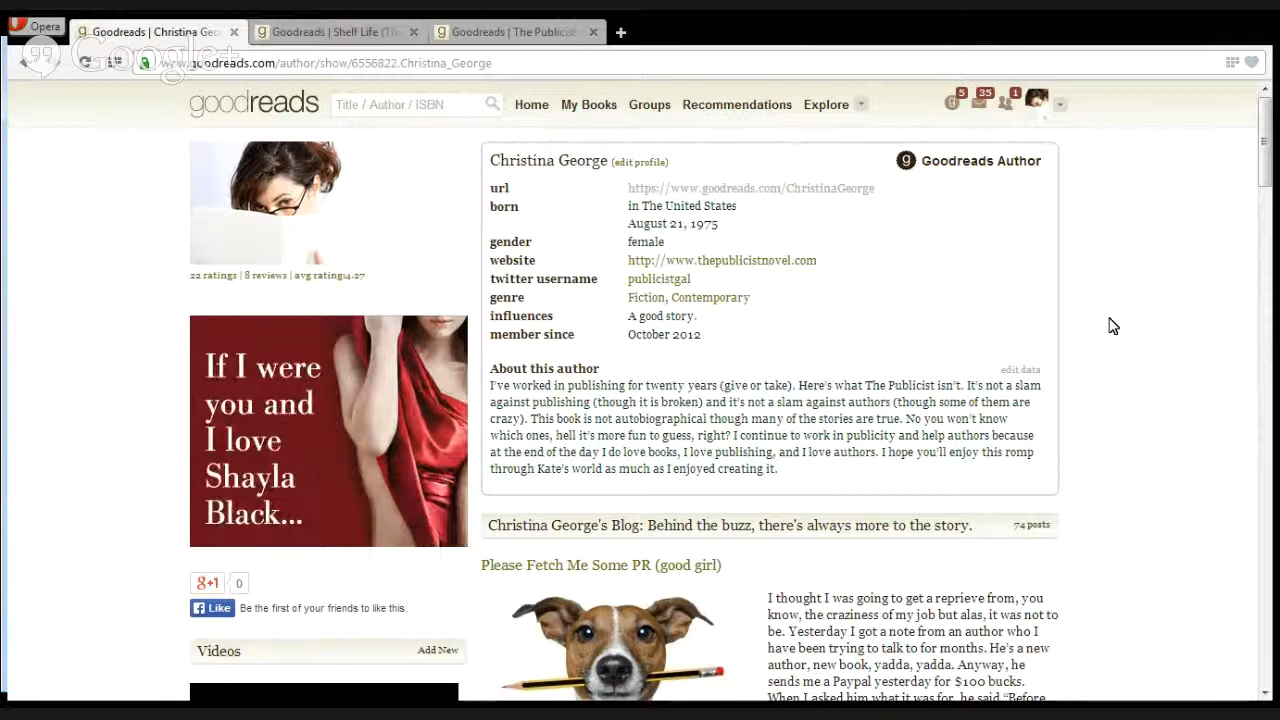 Opera
Goodreads | Christina Geo
Goodreads | Shelf Life (Th
Goodreads | The Publicist
Google+
www.goodreads.com/author/show/6556822.Christina_George
goodreads
Title / Author / ISBN
Home My Books Groups Recommendations Explore
5 35 1
Christina George (edit profile)
g Goodreads Author
url https://www.goodreads.com/ChristinaGeorge
born in The United States
August 21, 1975
gender female
website http://www.thepublicistnovel.com
twitter username publicistgal
genre Fiction, Contemporary
influences A good story.
member since October 2012
22 ratings | 8 reviews | avg rating:4.27
About this author edit data
I've worked in publishing for twenty years (give or take). Here's what The Publicist isn't. It's not a slam
against publishing (though it is broken) and it's not a slam against authors (though some of them are
crazy). This book is not autobiographical though many of the stories are true. No you won't know
which ones, hell it's more fun to guess, right? I continue to work in publicity and help authors because
at the end of the day I do love books, I love publishing, and I love authors. I hope you'll enjoy this romp
through Kate's world as much as I enjoyed creating it.
If I were
you and
I love
Shayla
Black...
g+1 0
Like Be the first of your friends to like this.
Videos Add New
Christina George's Blog: Behind the buzz, there's always more to the story. 74 posts
Please Fetch Me Some PR (good girl)
I thought I was going to get a reprieve from, you
know, the craziness of my job but alas, it was not to
be. Yesterday I got a note from an author who I
have been trying to talk to for months. He's a new
author, new book, yadda, yadda. Anyway, he
sends me a Paypal yesterday for $100 bucks.
When I asked him what it was for, he said "Before